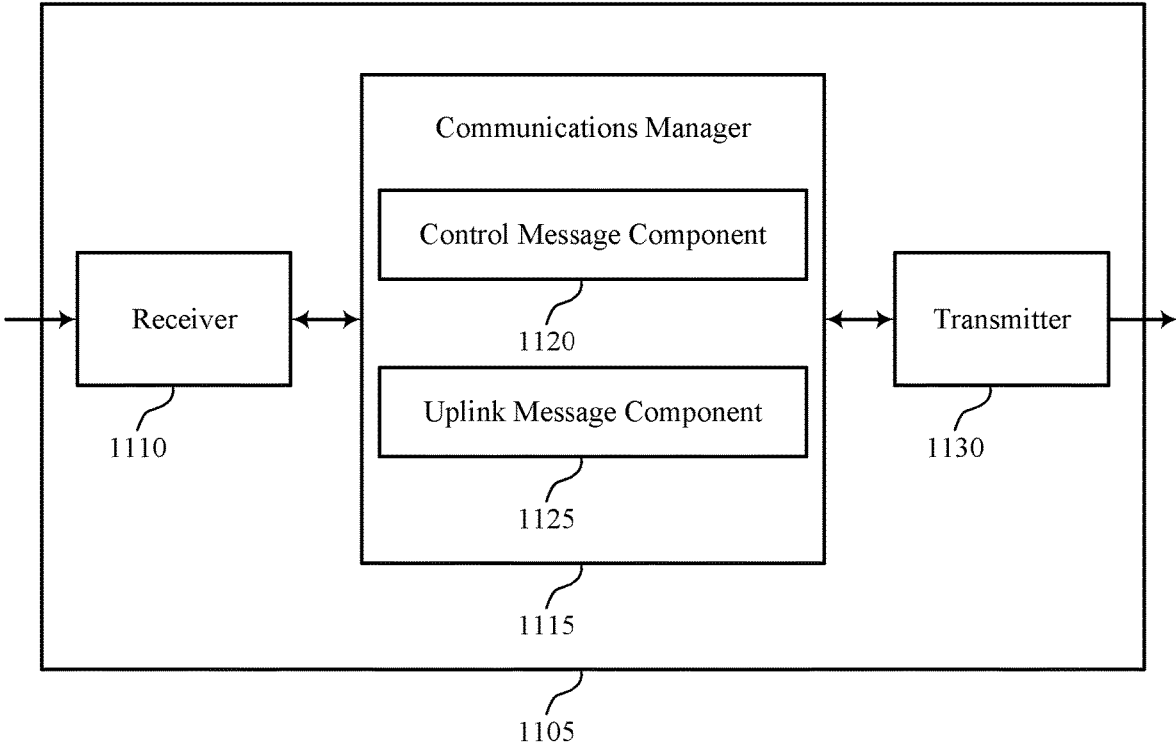 Communications Manager
Control Message Component
1120
Receiver
1110
Transmitter
1130
Uplink Message Component
1125
1115
1105